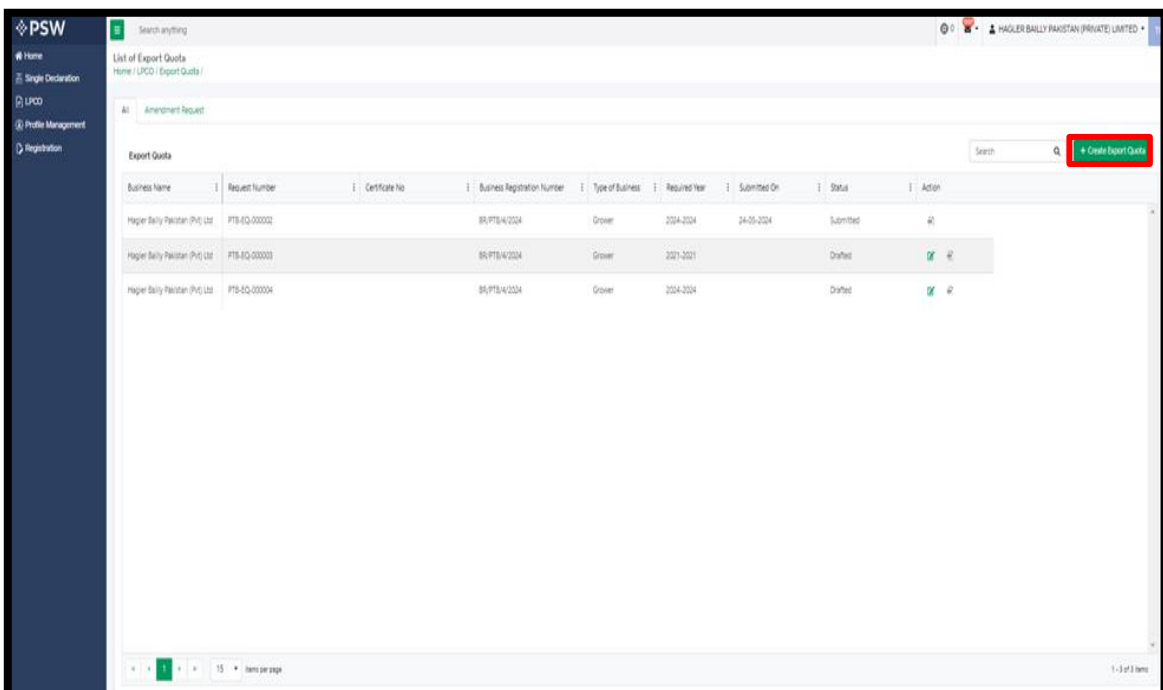 PSW
Search anything
0
HAGLER BAILLY PAKISTAN (PRIVATE) LIMITED
Home
Single Declaration
LPCO
Profile Management
Registration
List of Export Quota
Home / LPCO / Export Quota /
All Amendment Request
Export Quota Search + Create Export Quota
Business Name Request Number Certificate No Business Registration Number Type of Business Required Year Submitted On Status Action
Hagler Bailly Pakistan (Pvt) Ltd PTB-EQ-000002 BR/PTB/4/2024 Grower 2024-2024 24-05-2024 Submitted
Hagler Bailly Pakistan (Pvt) Ltd PTB-EQ-000003 BR/PTB/4/2024 Grower 2021-2021 Drafted
Hagler Bailly Pakistan (Pvt) Ltd PTB-EQ-000004 BR/PTB/4/2024 Grower 2024-2024 Drafted
1 15 items per page 1 - 3 of 3 items